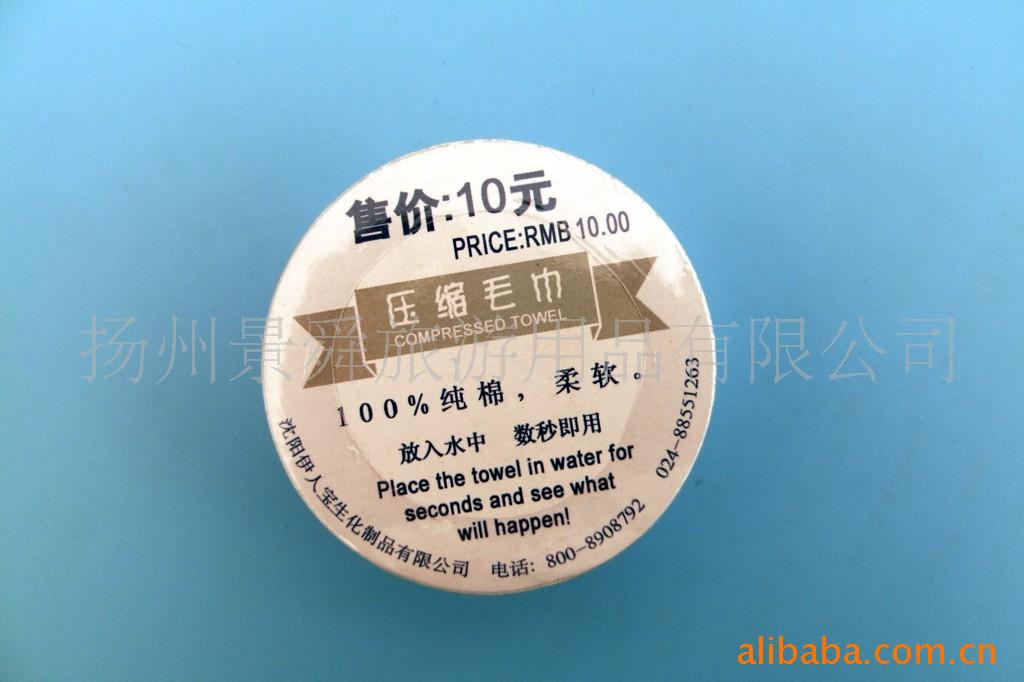 售价:10元
PRICE:RMB 10.00
压缩毛巾
COMPRESSED TOWEL
扬州景舜旅游用品有限公司
100%纯棉，柔软。
放入水中 数秒即用
Place the towel in water for
seconds and see what
will happen!
沈阳伊人宝生化制品有限公司 电话: 800-8908792 024-88551263
alibaba.com.cn